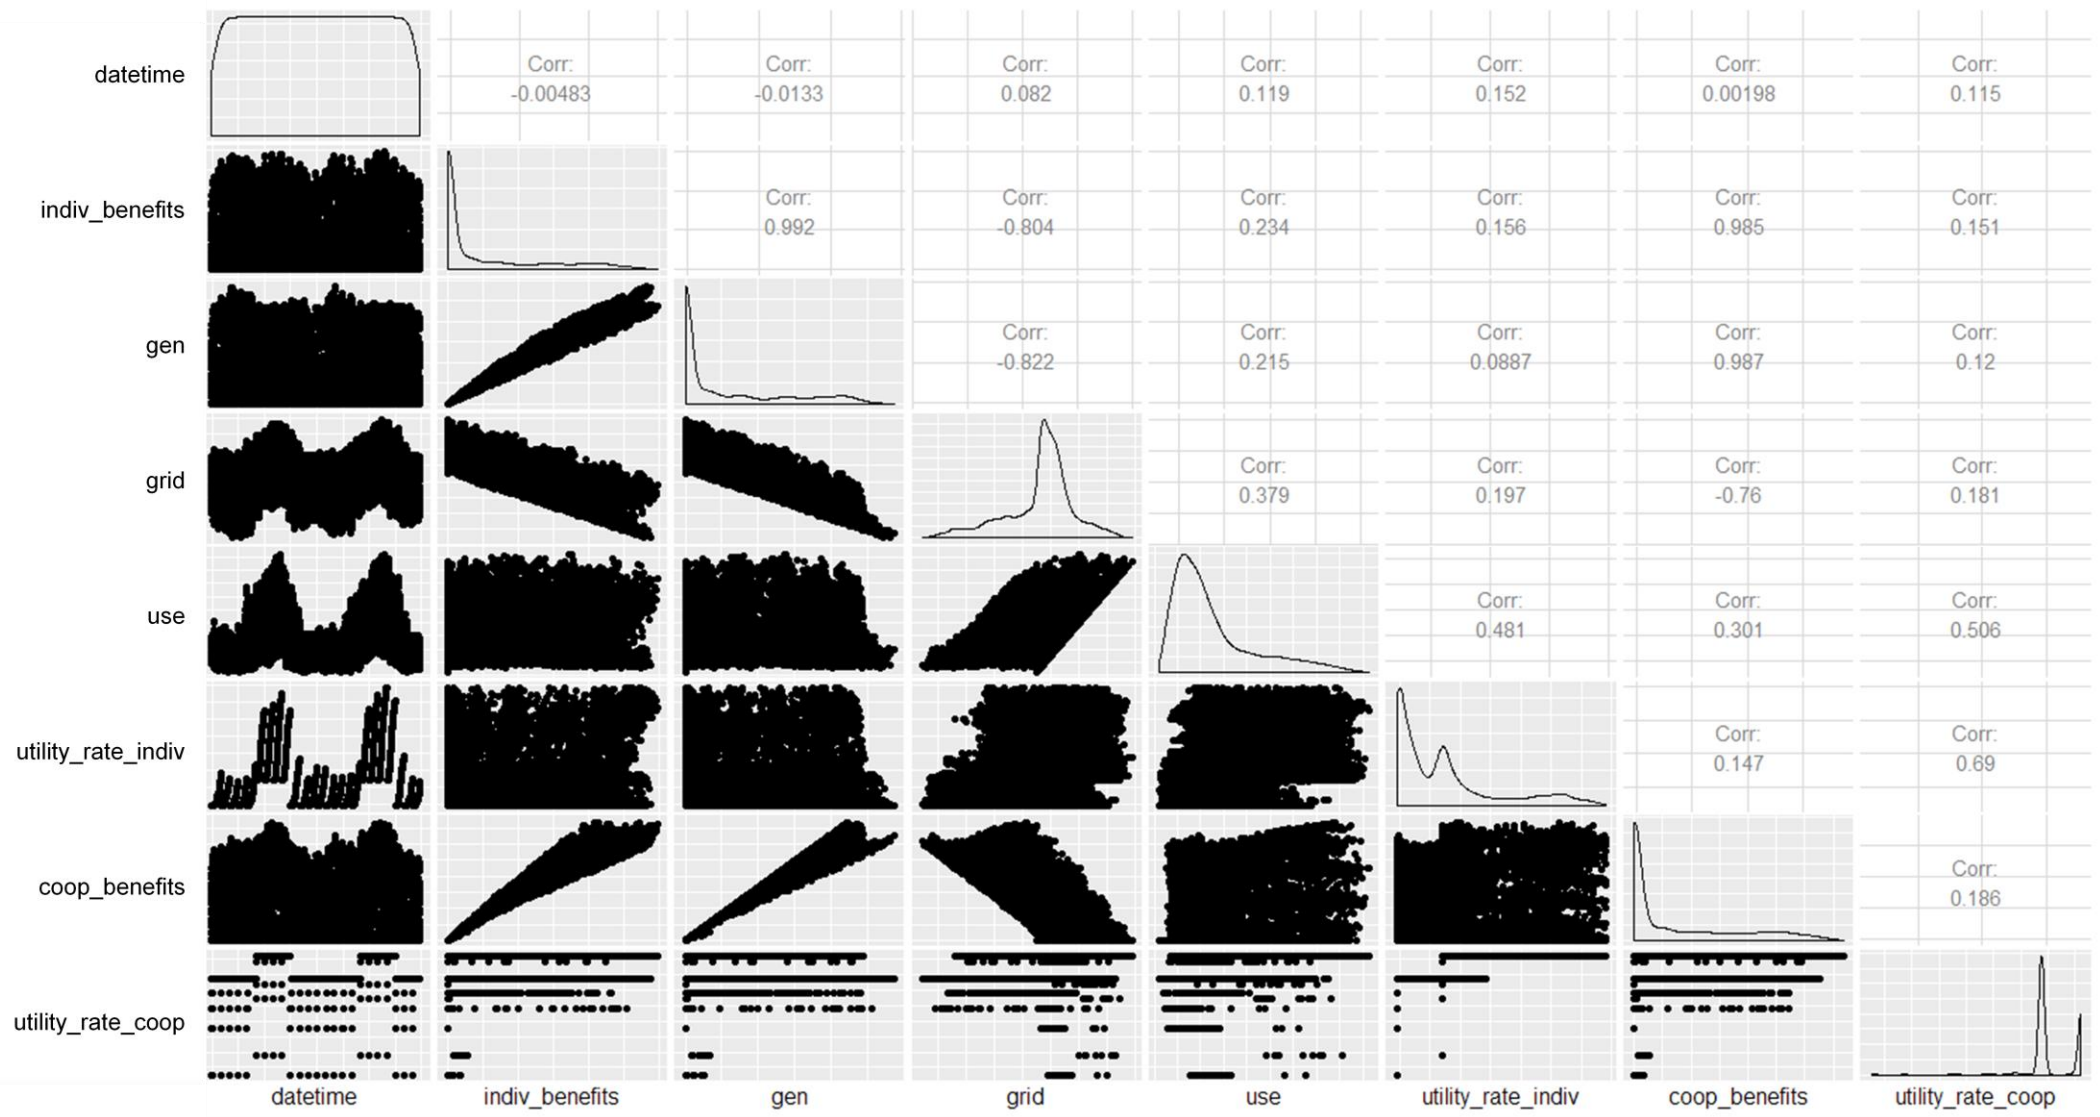 datetime
Corr: Corr: Corr: Corr: Corr: Corr: Corr:
-0.00483 -0.0133 0.082 0.119 0.152 0.00198 0.115
indiv_benefits
Corr: Corr: Corr: Corr: Corr: Corr:
0.992 -0.804 0.234 0.156 0.985 0.151
gen
Corr: Corr: Corr: Corr: Corr:
-0.822 0.215 0.0887 0.987 0.12
grid
Corr: Corr: Corr: Corr:
0.379 0.197 -0.76 0.181
use
Corr: Corr: Corr:
0.481 0.301 0.506
utility_rate_indiv
Corr: Corr:
0.147 0.69
coop_benefits
Corr:
0.186
utility_rate_coop
datetime indiv_benefits gen grid use utility_rate_indiv coop_benefits utility_rate_coop